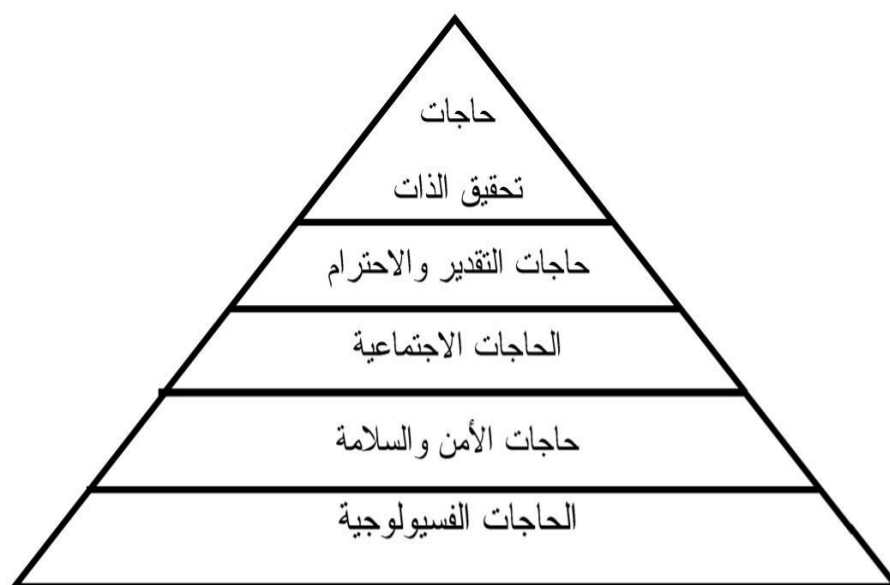 حاجات
تحقيق الذات
حاجات التقدير والاحترام
الحاجات الاجتماعية
حاجات الأمن والسلامة
الحاجات الفسيولوجية